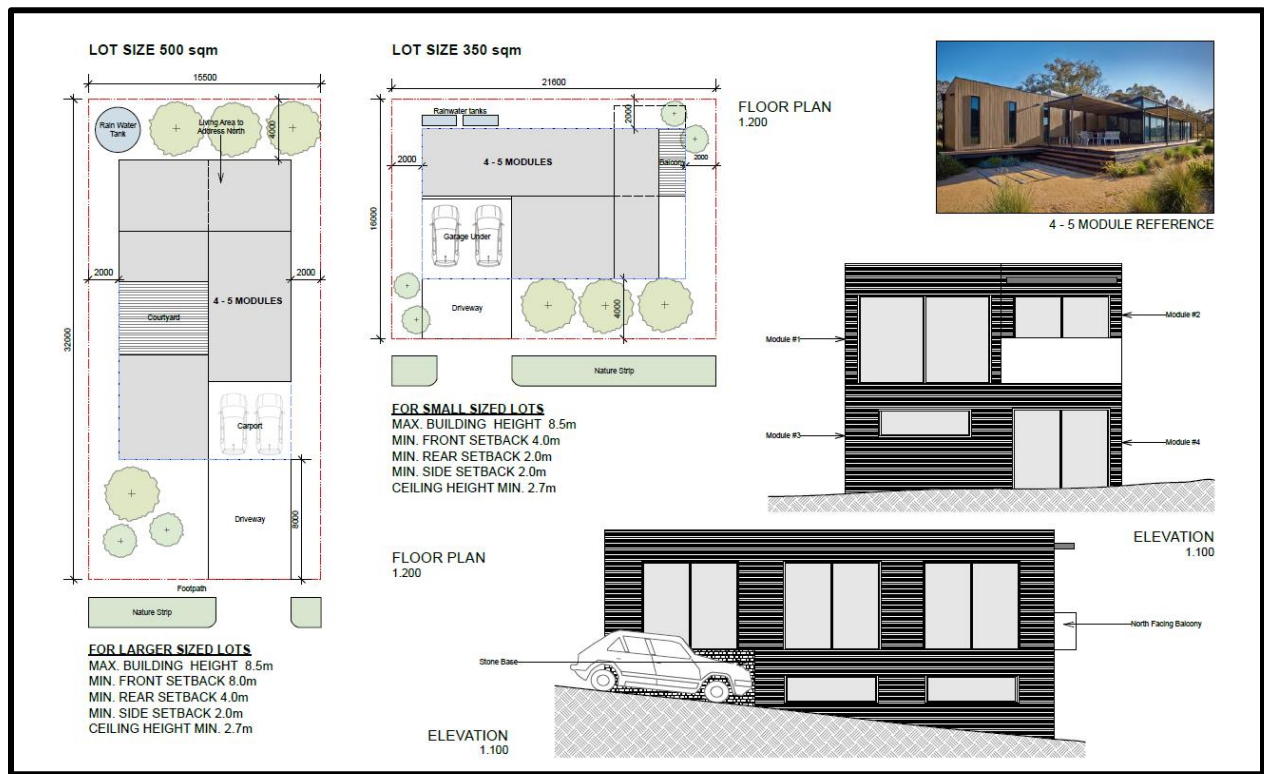 LOT SIZE 500 sqm
15500
Rain Water
Tank
Living Area to
Address North
4000
2000
2000
4 - 5 MODULES
Courtyard
32000
Carport
Driveway
8000
Footpath
Nature Strip
FOR LARGER SIZED LOTS
MAX. BUILDING HEIGHT 8.5m
MIN. FRONT SETBACK 8.0m
MIN. REAR SETBACK 4.0m
MIN. SIDE SETBACK 2.0m
CEILING HEIGHT MIN. 2.7m
LOT SIZE 350 sqm
21600
Rainwater tanks
2000
2000
4 - 5 MODULES
Balcony
2000
16000
Garage Under
Driveway
4000
Nature Strip
FOR SMALL SIZED LOTS
MAX. BUILDING HEIGHT 8.5m
MIN. FRONT SETBACK 4.0m
MIN. REAR SETBACK 2.0m
MIN. SIDE SETBACK 2.0m
CEILING HEIGHT MIN. 2.7m
FLOOR PLAN
1.200
FLOOR PLAN
1.200
4 - 5 MODULE REFERENCE
Module #1
Module #2
Module #3
Module #4
ELEVATION
1.100
North Facing Balcony
Stone Base
ELEVATION
1.100